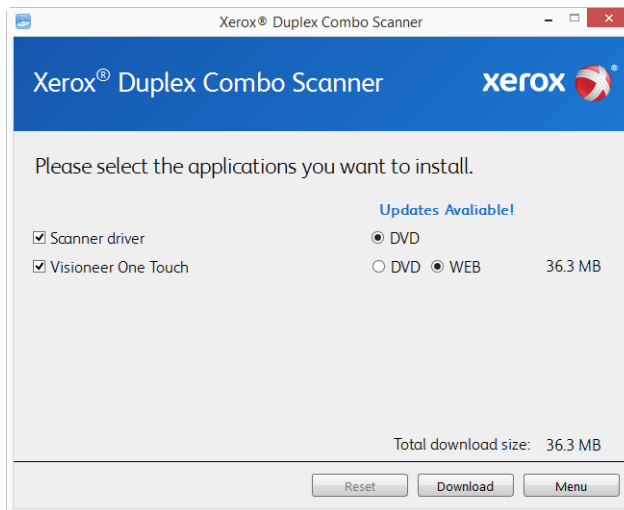 Xerox® Duplex Combo Scanner
Xerox® Duplex Combo Scanner xerox ®
Please select the applications you want to install.
Updates Avaliable!
Scanner driver DVD
Visioneer One Touch DVD WEB 36.3 MB
Total download size: 36.3 MB
Reset Download Menu